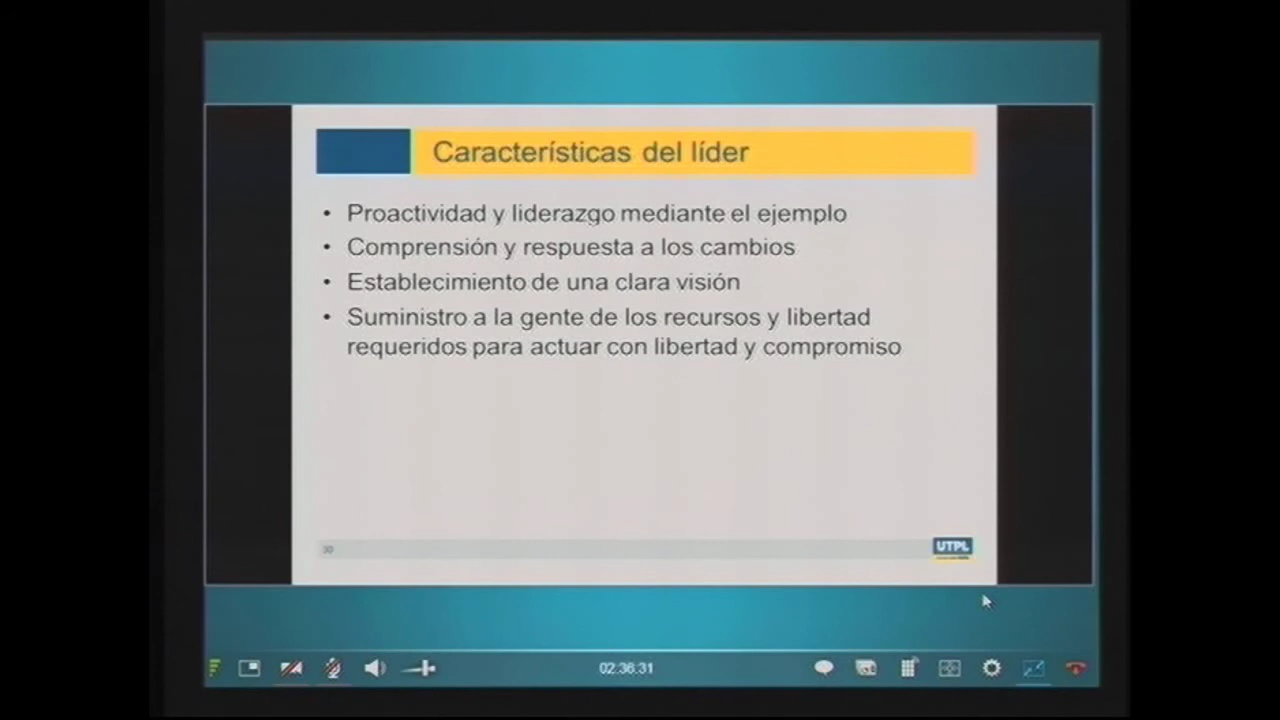 Características del líder
• Proactividad y liderazgo mediante el ejemplo
• Comprensión y respuesta a los cambios
• Establecimiento de una clara visión
• Suministro a la gente de los recursos y libertad
requeridos para actuar con libertad y compromiso
30
UTPL
02:36:31